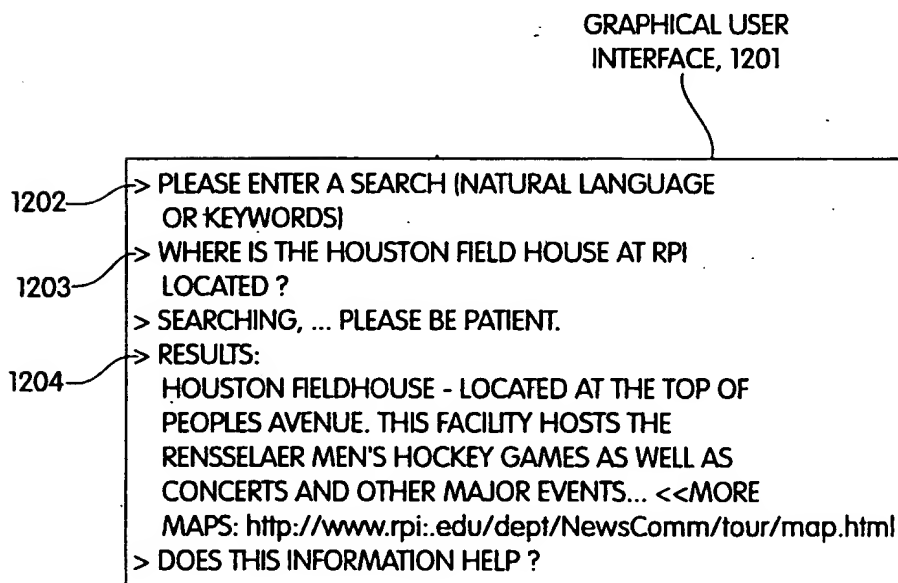 GRAPHICAL USER
INTERFACE, 1201
1202
> PLEASE ENTER A SEARCH (NATURAL LANGUAGE
OR KEYWORDS)
1203
> WHERE IS THE HOUSTON FIELD HOUSE AT RPI
LOCATED ?
> SEARCHING, ... PLEASE BE PATIENT.
1204
> RESULTS:
HOUSTON FIELDHOUSE - LOCATED AT THE TOP OF
PEOPLES AVENUE. THIS FACILITY HOSTS THE
RENSSELAER MEN'S HOCKEY GAMES AS WELL AS
CONCERTS AND OTHER MAJOR EVENTS... <<MORE
MAPS: http://www.rpi:.edu/dept/NewsComm/tour/map.html
> DOES THIS INFORMATION HELP ?